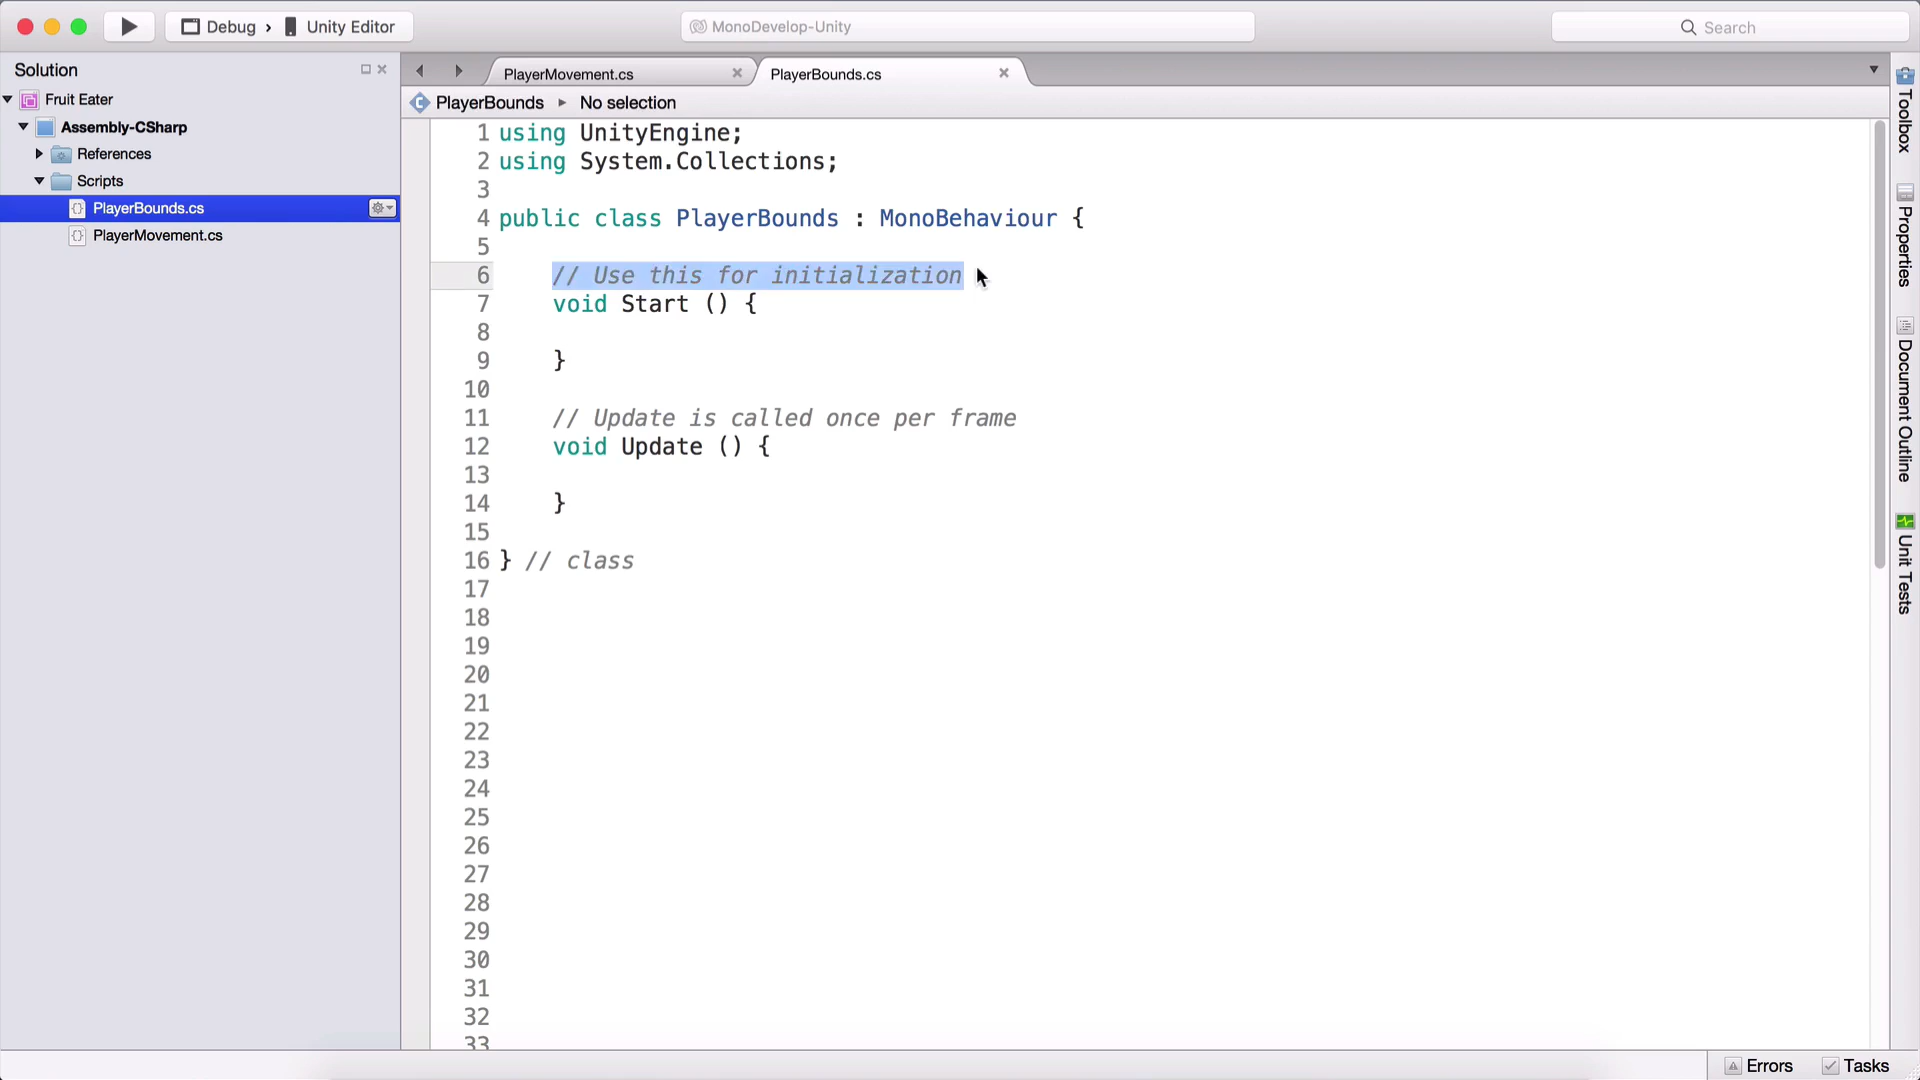 Debug › Unity Editor
MonoDevelop-Unity
Search
Solution
Fruit Eater
Assembly-CSharp
References
Scripts
PlayerBounds.cs
PlayerMovement.cs
PlayerMovement.cs
PlayerBounds.cs
PlayerBounds ▸ No selection
1 using UnityEngine;
2 using System.Collections;
3
4 public class PlayerBounds : MonoBehaviour {
5
6 // Use this for initialization
7 void Start () {
8
9 }
10
11 // Update is called once per frame
12 void Update () {
13
14 }
15
16 } // class
17
18
19
20
21
22
23
24
25
26
27
28
29
30
31
32
33
Toolbox
Properties
Document Outline
Unit Tests
Errors
Tasks